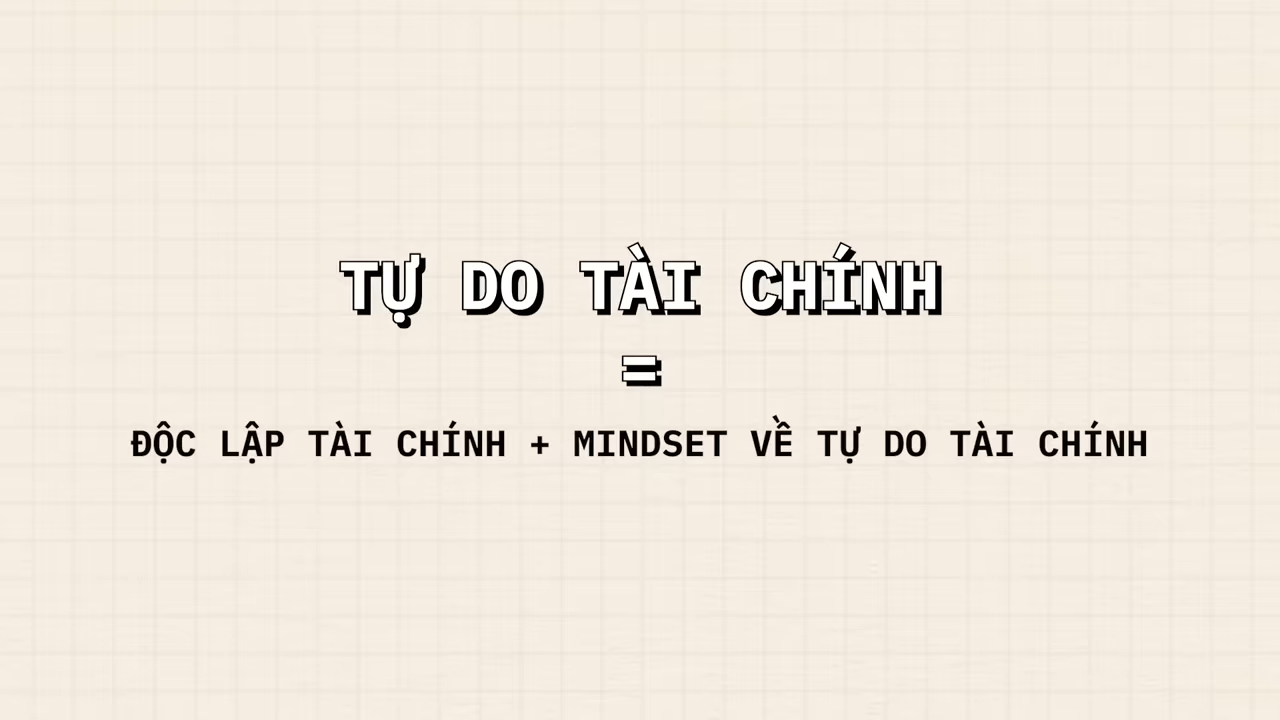 TỰ DO TÀI CHÍNH
=
ĐỘC LẬP TÀI CHÍNH + MINDSET VỀ TỰ DO TÀI CHÍNH